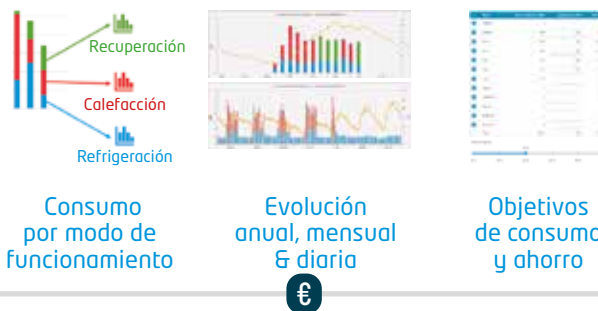 Recuperación
Calefacción
Refrigeración
Consumo
por modo de
funcionamiento
Evolución
anual, mensual
& diaria
Objetivos
de consumo
y ahorro
€